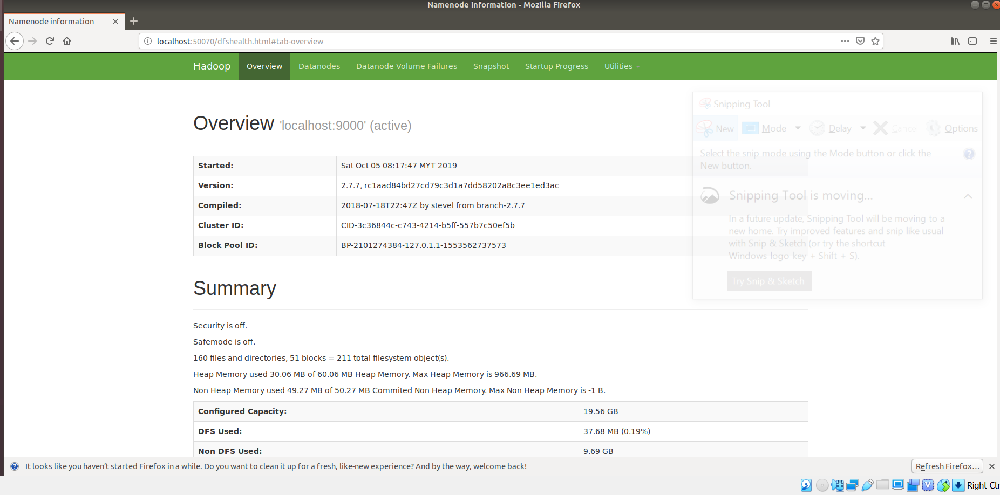 Namenode information - Mozilla Firefox
Namenode information
localhost:50070/dfshealth.html#tab-overview
Hadoop Overview Datanodes Datanode Volume Failures Snapshot Startup Progress Utilities
Snipping Tool
New Mode Delay Cancel Options
Select the snip mode using the Mode button or click the
New button.
Snipping Tool is moving...
In a future update, Snipping Tool will be moving to a
new home. Try improved features and snip like usual
with Snip & Sketch (or try the shortcut
Windows logo key + Shift + S).
Try Snip & Sketch
Overview 'localhost:9000' (active)
Started: Sat Oct 05 08:17:47 MYT 2019
Version: 2.7.7, rc1aad84bd27cd79c3d1a7dd58202a8c3ee1ed3ac
Compiled: 2018-07-18T22:47Z by stevel from branch-2.7.7
Cluster ID: CID-3c36844c-c743-4214-b5ff-557b7c50ef5b
Block Pool ID: BP-2101274384-127.0.1.1-1553562737573
Summary
Security is off.
Safemode is off.
160 files and directories, 51 blocks = 211 total filesystem object(s).
Heap Memory used 30.06 MB of 60.06 MB Heap Memory. Max Heap Memory is 966.69 MB.
Non Heap Memory used 49.27 MB of 50.27 MB Commited Non Heap Memory. Max Non Heap Memory is -1 B.
Configured Capacity: 19.56 GB
DFS Used: 37.68 MB (0.19%)
Non DFS Used: 9.69 GB
It looks like you haven't started Firefox in a while. Do you want to clean it up for a fresh, like-new experience? And by the way, welcome back!
Refresh Firefox...
Right Ctr